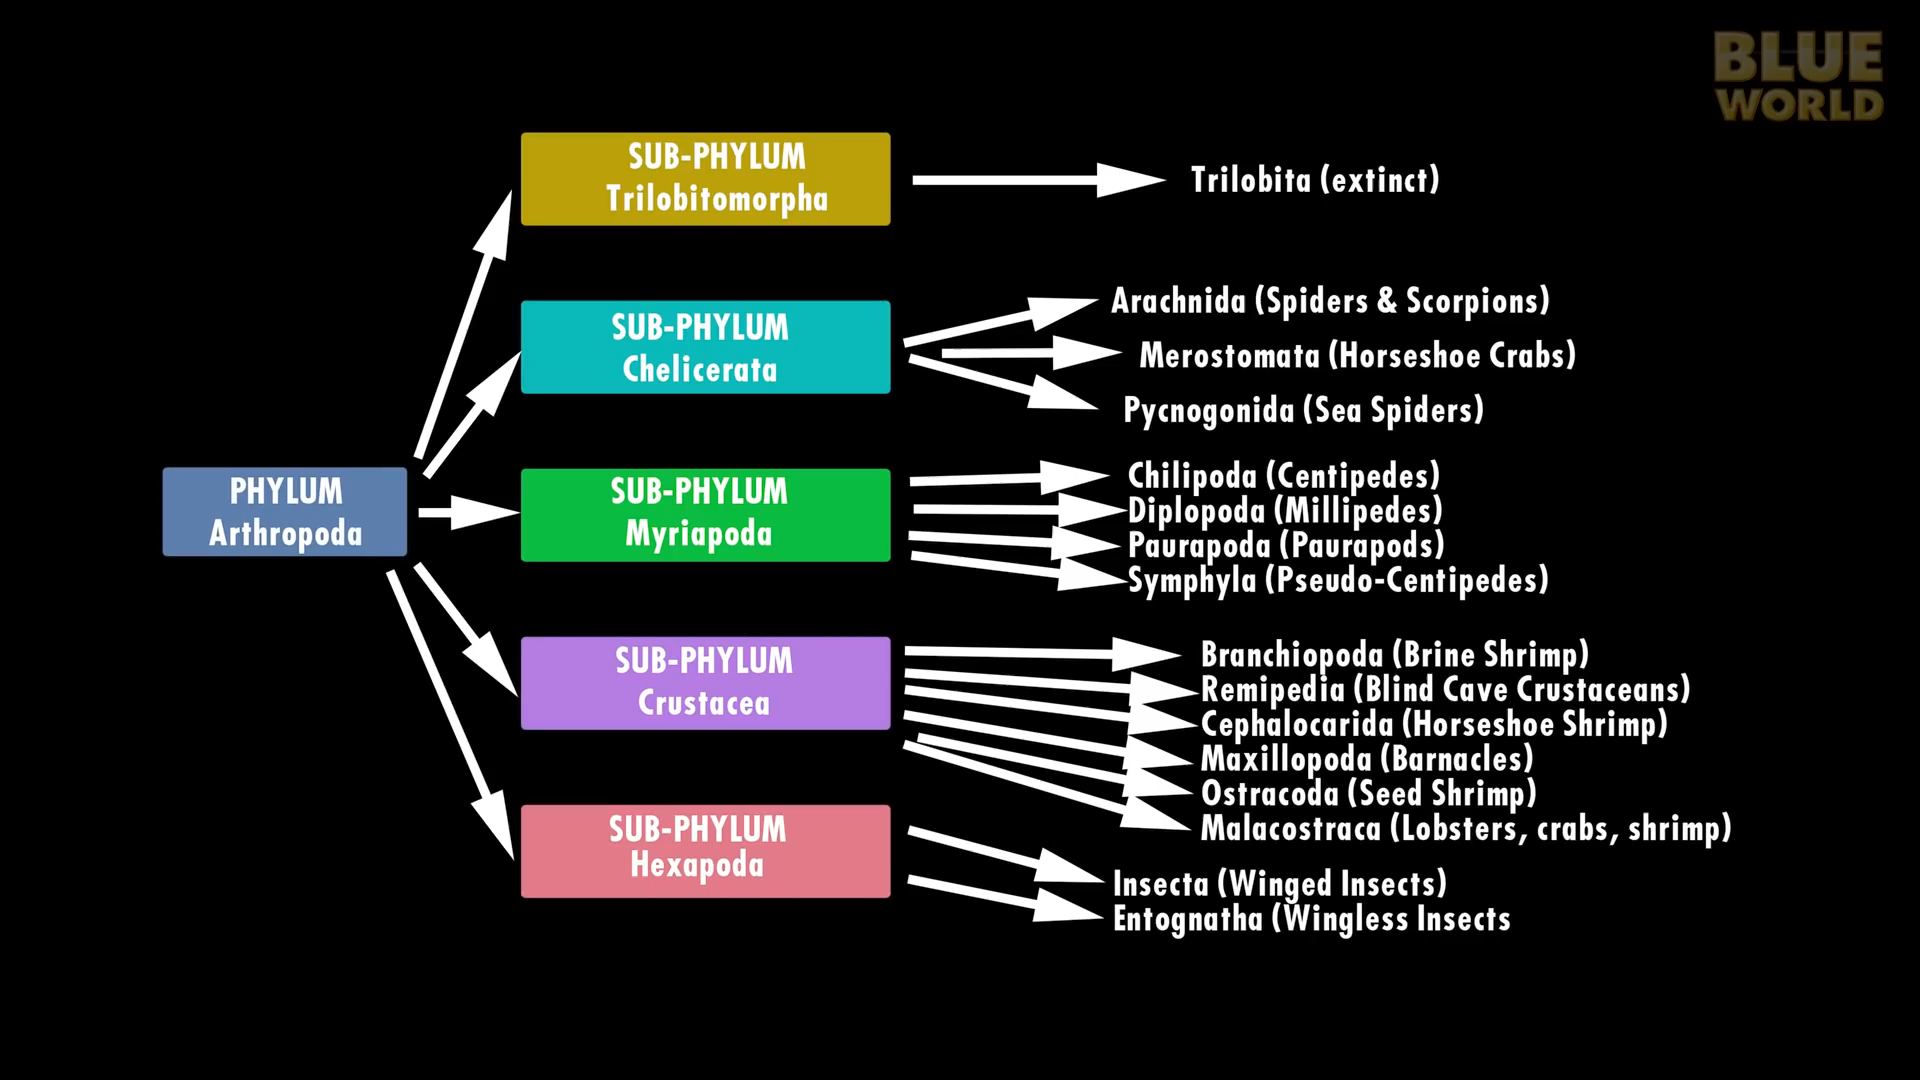 BLUE
WORLD
SUB-PHYLUM
Trilobitomorpha
Trilobita (extinct)
SUB-PHYLUM
Chelicerata
Arachnida (Spiders & Scorpions)
Merostomata (Horseshoe Crabs)
Pycnogonida (Sea Spiders)
PHYLUM
Arthropoda
SUB-PHYLUM
Myriapoda
Chilipoda (Centipedes)
Diplopoda (Millipedes)
Paurapoda (Paurapods)
Symphyla (Pseudo-Centipedes)
SUB-PHYLUM
Crustacea
Branchiopoda (Brine Shrimp)
Remipedia (Blind Cave Crustaceans)
Cephalocarida (Horseshoe Shrimp)
Maxillopoda (Barnacles)
Ostracoda (Seed Shrimp)
Malacostraca (Lobsters, crabs, shrimp)
SUB-PHYLUM
Hexapoda
Insecta (Winged Insects)
Entognatha (Wingless Insects